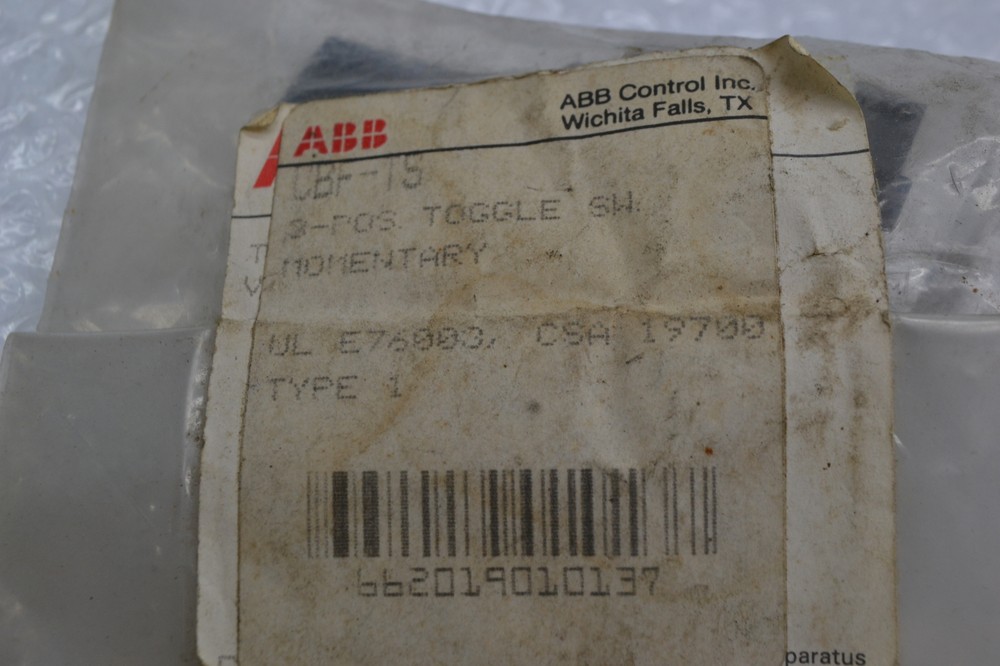 ABB
ABB Control Inc.
Wichita Falls, TX
CBF-TS
3-POS. TOGGLE SW.
MOMENTARY
UL E76003, CSA 19700
TYPE 1
662019010137
paratus